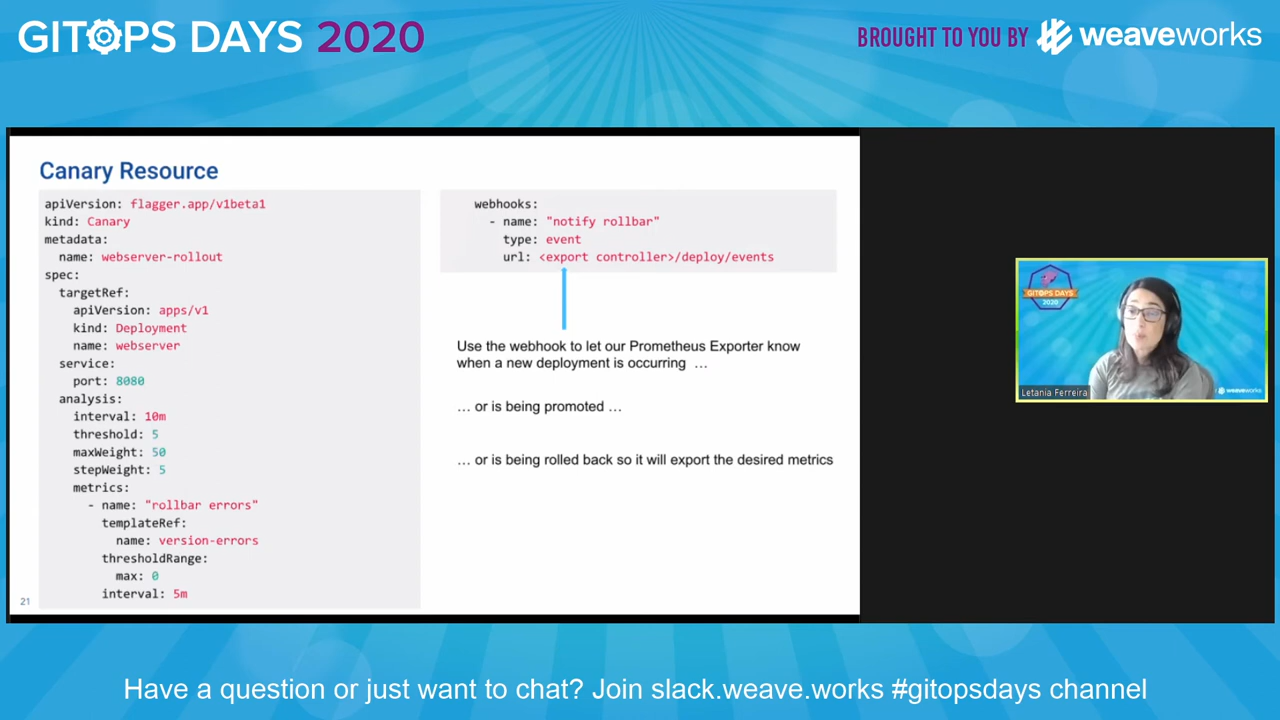 GITOPS DAYS 2020
BROUGHT TO YOU BY weaveworks
Canary Resource
apiVersion: flagger.app/v1beta1
kind: Canary
metadata:
  name: webserver-rollout
spec:
  targetRef:
    apiVersion: apps/v1
    kind: Deployment
    name: webserver
  service:
    port: 8080
  analysis:
    interval: 10m
    threshold: 5
    maxWeight: 50
    stepWeight: 5
    metrics:
      - name: "rollbar errors"
        templateRef:
          name: version-errors
        thresholdRange:
          max: 0
        interval: 5m
21
webhooks:
  - name: "notify rollbar"
    type: event
    url: <export controller>/deploy/events
Use the webhook to let our Prometheus Exporter know
when a new deployment is occurring …
… or is being promoted …
… or is being rolled back so it will export the desired metrics
GITOPS DAYS
2020
Letania Ferreira
weaveworks
Have a question or just want to chat? Join slack.weave.works #gitopsdays channel